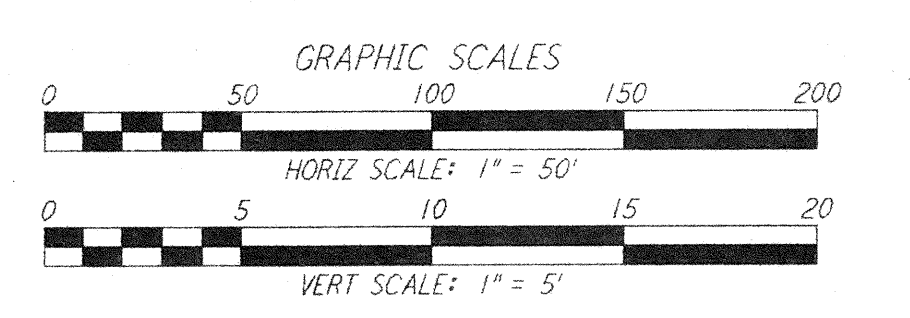 GRAPHIC SCALES
0 50 100 150 200
HORIZ SCALE: 1" = 50'
0 5 10 15 20
VERT SCALE: 1" = 5'